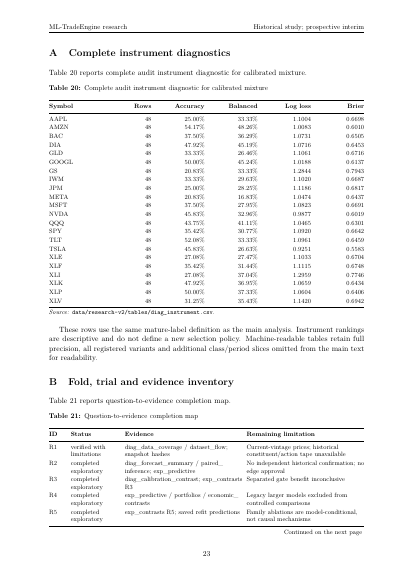 ML-TradeEngine research Historical study; prospective interim
A Complete instrument diagnostics
Table 20 reports complete audit instrument diagnostic for calibrated mixture.
Table 20: Complete audit instrument diagnostic for calibrated mixture
Symbol Rows Accuracy Balanced Log loss Brier
AAPL 48 25.00% 33.33% 1.1004 0.6698
AMZN 48 54.17% 48.26% 1.0083 0.6010
BAC 48 37.50% 36.29% 1.0731 0.6505
DIA 48 47.92% 45.19% 1.0716 0.6453
GLD 48 33.33% 26.46% 1.1061 0.6716
GOOGL 48 50.00% 45.24% 1.0188 0.6137
GS 48 20.83% 33.33% 1.2844 0.7943
IWM 48 33.33% 29.63% 1.1020 0.6687
JPM 48 25.00% 28.25% 1.1186 0.6817
META 48 20.83% 16.83% 1.0474 0.6437
MSFT 48 37.50% 27.95% 1.0823 0.6691
NVDA 48 45.83% 32.96% 0.9877 0.6019
QQQ 48 43.75% 41.11% 1.0465 0.6301
SPY 48 35.42% 30.77% 1.0920 0.6642
TLT 48 52.08% 33.33% 1.0961 0.6459
TSLA 48 45.83% 26.63% 0.9251 0.5583
XLE 48 27.08% 27.47% 1.1033 0.6704
XLF 48 35.42% 31.44% 1.1115 0.6748
XLI 48 27.08% 37.04% 1.2959 0.7746
XLK 48 47.92% 36.95% 1.0659 0.6434
XLP 48 50.00% 37.33% 1.0604 0.6406
XLV 48 31.25% 35.43% 1.1420 0.6942
Source: data/research-v2/tables/diag_instrument.csv.
These rows use the same mature-label definition as the main analysis. Instrument rankings
are descriptive and do not define a new selection policy. Machine-readable tables retain full
precision, all registered variants and additional class/period slices omitted from the main text
for readability.
B Fold, trial and evidence inventory
Table 21 reports question-to-evidence completion map.
Table 21: Question-to-evidence completion map
ID Status Evidence Remaining limitation
R1 verified with diag_data_coverage / dataset_flow; Current-vintage prices; historical
limitations snapshot hashes constituent/action tape unavailable
R2 completed diag_forecast_summary / paired_ No independent historical confirmation; no
exploratory inference; exp_predictive edge approval
R3 completed diag_calibration_contrast; exp_contrasts Separated gate benefit inconclusive
exploratory R3
R4 completed exp_predictive / portfolios / economic_ Legacy larger models excluded from
exploratory contrasts controlled comparisons
R5 completed exp_contrasts R5; saved refit predictions Family ablations are model-conditional,
exploratory not causal mechanisms
Continued on the next page
23